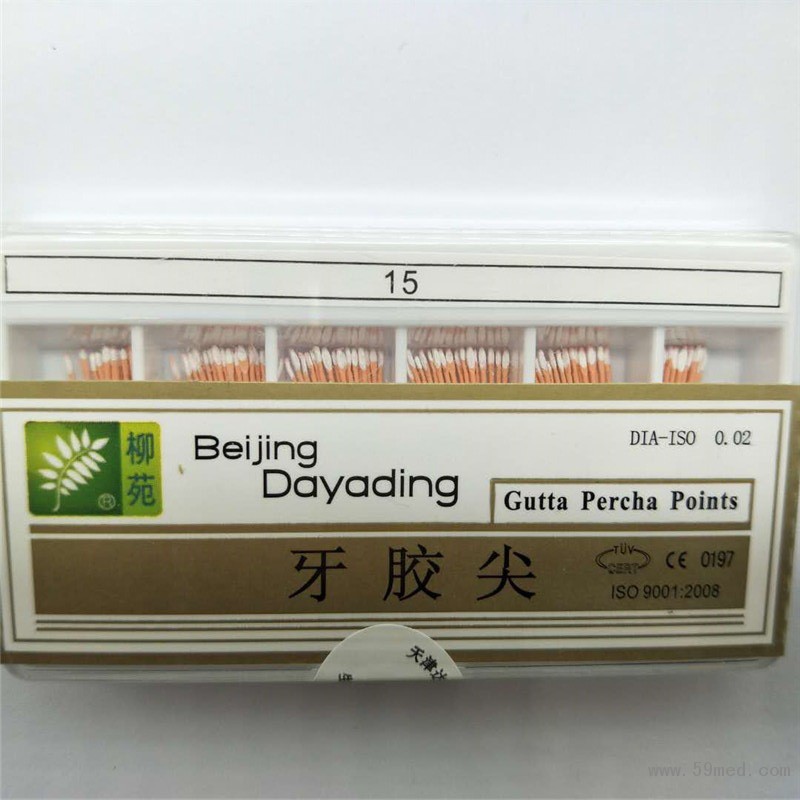 15
柳苑
®
Beijing
Dayading
DIA-ISO 0.02
Gutta Percha Points
牙胶尖
TÜV
CERT
CE 0197
ISO 9001:2008
天津达
www.59med.com